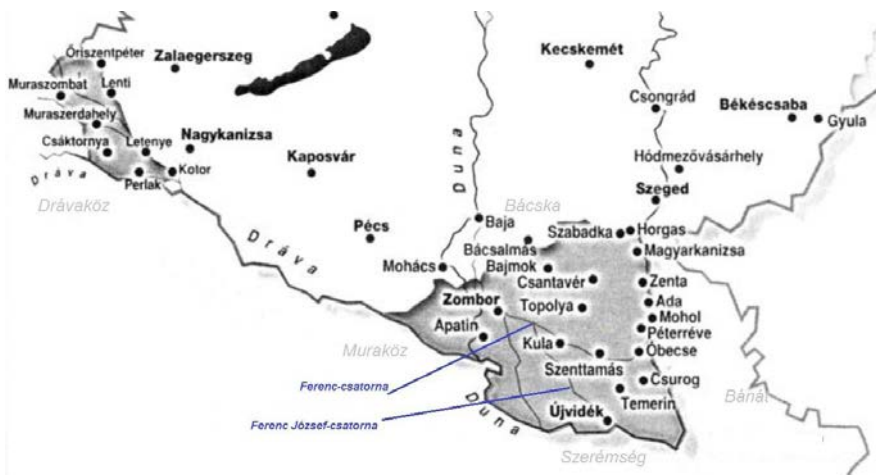 Őriszentpéter
Zalaegerszeg
Kecskemét
Muraszombat
Lenti
Csongrád
Békéscsaba
Gyula
Muraszerdahely
Csáktornya
Letenye
Nagykanizsa
Duna
Hódmezővásárhely
Dráva
Perlak
Kotor
Kaposvár
Szeged
Drávaköz
Bácska
Baja
Pécs
Dráva
Szabadka
Horgas
Bácsalmás
Magyarkanizsa
Mohács
Bajmok
Csantavér
Zenta
Zombor
Topolya
Ada
Mohol
Apatin
Péterréve
Muraköz
Kula
Óbecse
Szenttamás
Ferenc-csatorna
Csurog
Bánát
Temerin
Duna
Újvidék
Ferenc József-csatorna
Szerémség